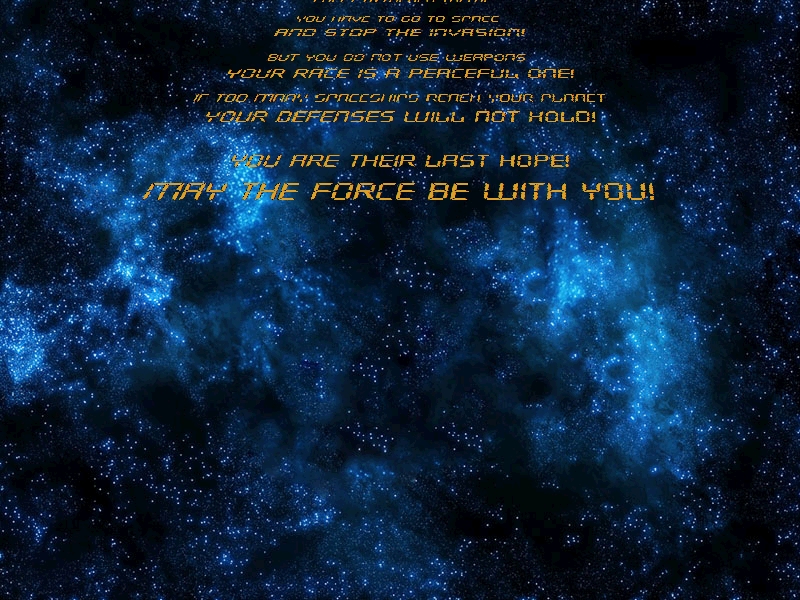 YOU HAVE TO GO TO SPACE
AND STOP THE INVASION!
BUT YOU DO NOT USE WEAPONS
YOUR RACE IS A PEACEFUL ONE!
IF TOO MANY SPACESHIPS REACH YOUR PLANET
YOUR DEFENSES WILL NOT HOLD!
YOU ARE THEIR LAST HOPE!
MAY THE FORCE BE WITH YOU!